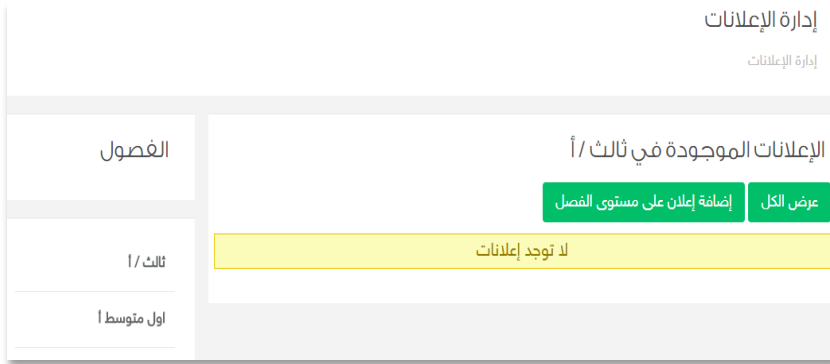 إدارة الإعلانات
إدارة الإعلانات
الإعلانات الموجودة في ثالث / أ
عرض الكل
إضافة إعلان على مستوى الفصل
لا توجد إعلانات
الفصول
ثالث / أ
اول متوسط أ